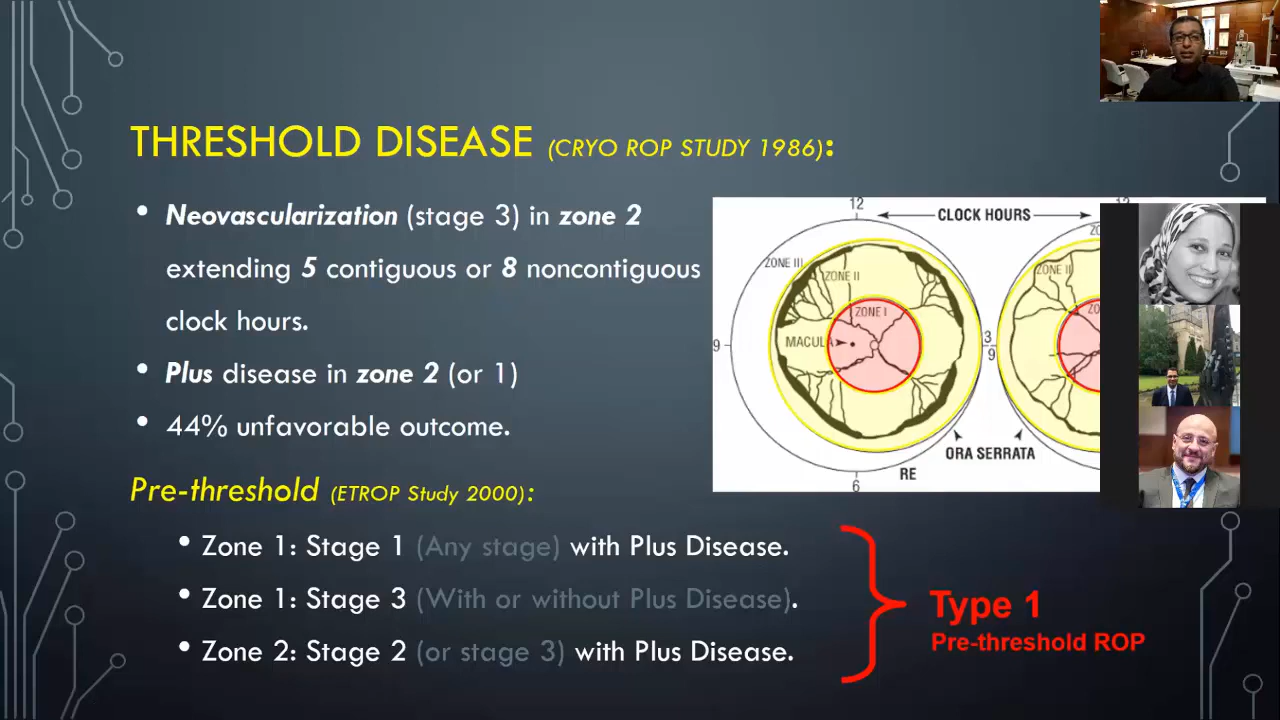 THRESHOLD DISEASE (CRYO ROP STUDY 1986):
• Neovascularization (stage 3) in zone 2
extending 5 contiguous or 8 noncontiguous
clock hours.
• Plus disease in zone 2 (or 1)
• 44% unfavorable outcome.
12
CLOCK HOURS
12
ZONE III
ZONE II
ZONE I
MACULA
9
3
9
ZONE II
ORA SERRATA
RE
6
Pre-threshold (ETROP Study 2000):
• Zone 1: Stage 1 (Any stage) with Plus Disease.
• Zone 1: Stage 3 (With or without Plus Disease).
• Zone 2: Stage 2 (or stage 3) with Plus Disease.
Type 1
Pre-threshold ROP